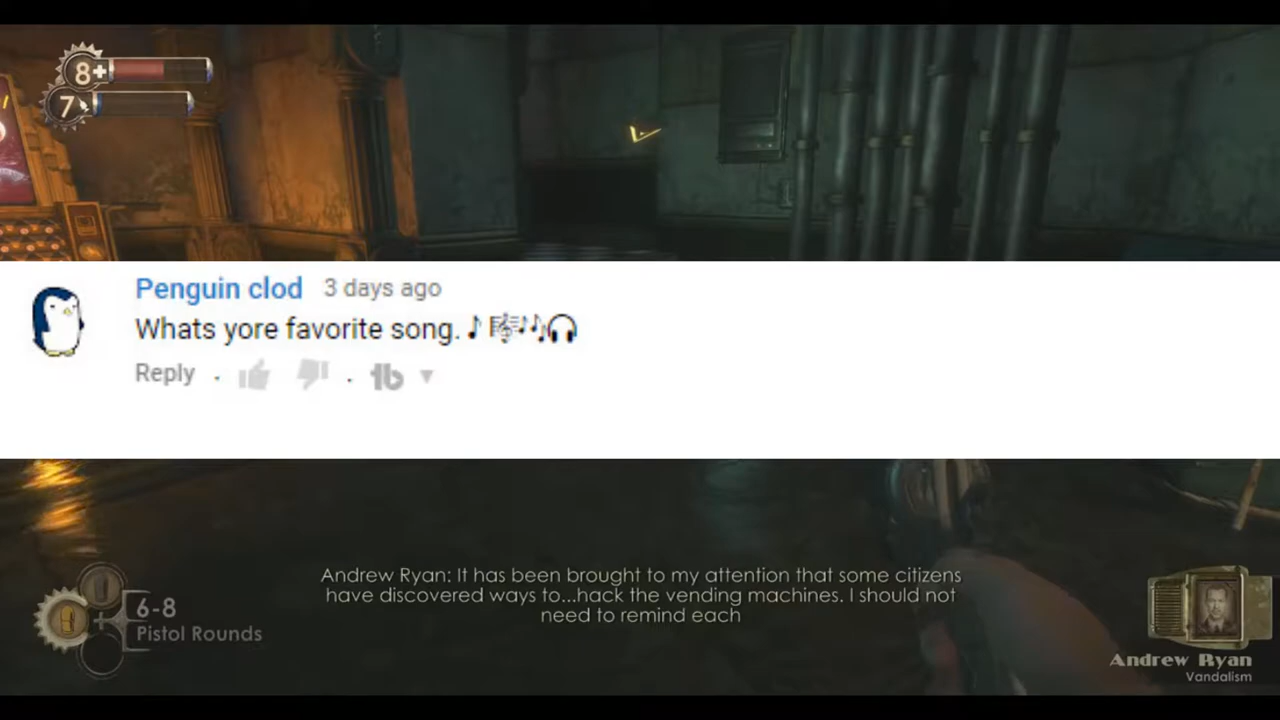 8+
7
Penguin clod 3 days ago
Whats yore favorite song. 🎵 🎼🎶🎧
Reply
Andrew Ryan: It has been brought to my attention that some citizens
have discovered ways to...hack the vending machines. I should not
need to remind each
6-8
Pistol Rounds
Andrew Ryan
Vandalism